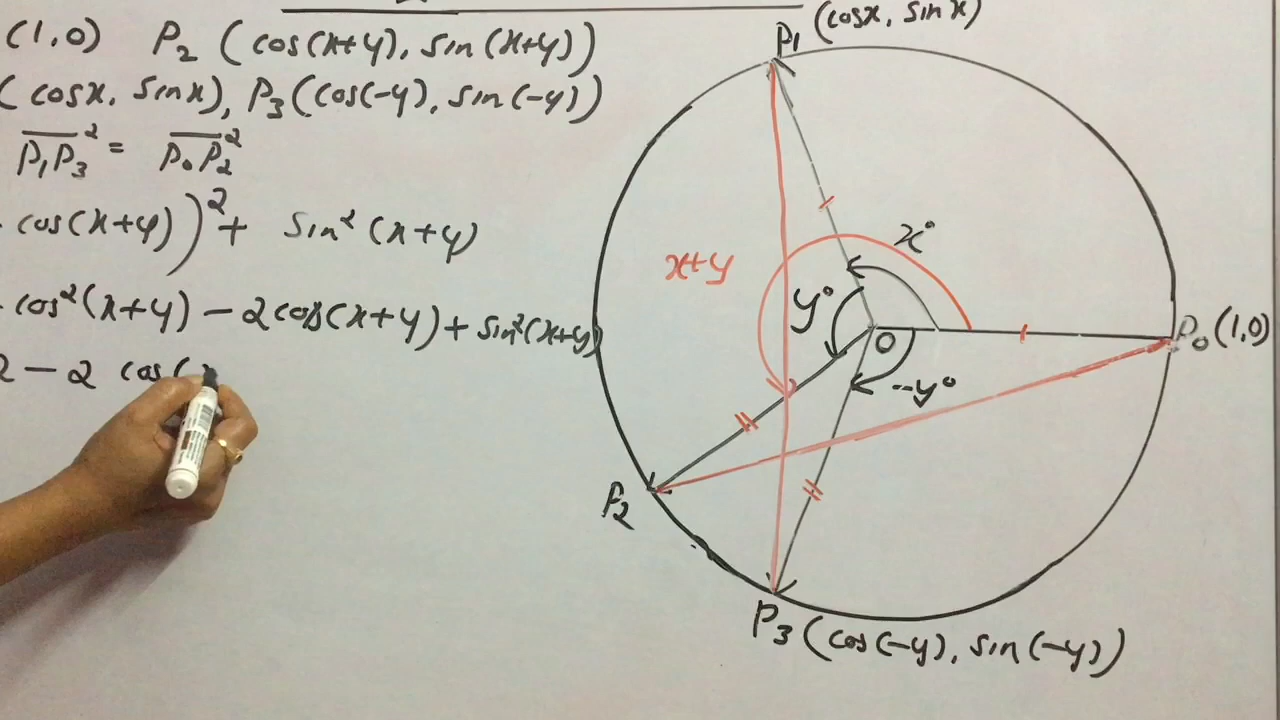 (1,0) P₂ (cos(x+y), sin(x+y))
(cosx, sinx), P₃(cos(-y), sin(-y))
P₁P₃² = P₀P₂²
cos(x+y))² + sin²(x+y)
- cos²(x+y) - 2cos(x+y) + sin²(x+y)
2 - 2 cos(
P₁ (cosx, sinx)
x°
x+y
y°
O
P₀ (1,0)
-y°
P₂
P₃ (cos(-y), sin(-y))